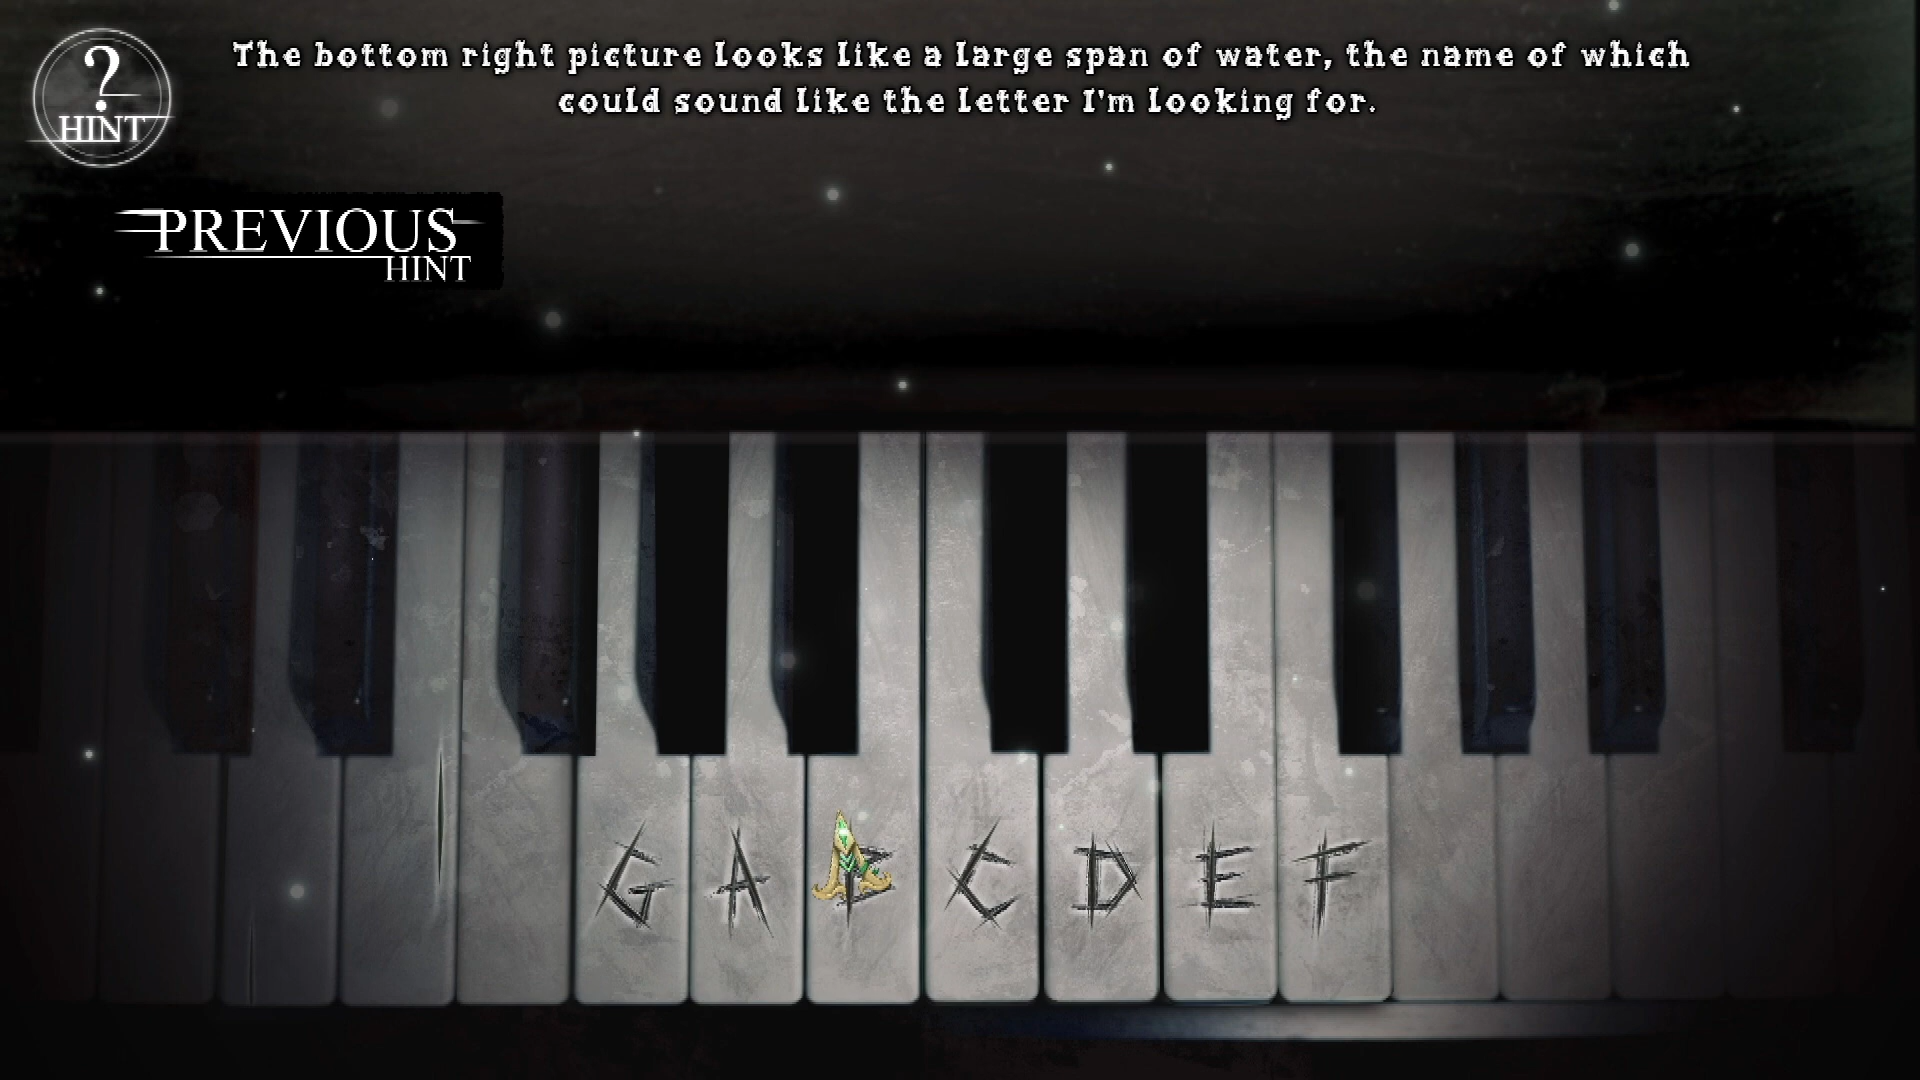 The bottom right picture looks like a large span of water, the name of which
could sound like the letter I'm looking for.
?
HINT
PREVIOUS
HINT
G A B C D E F